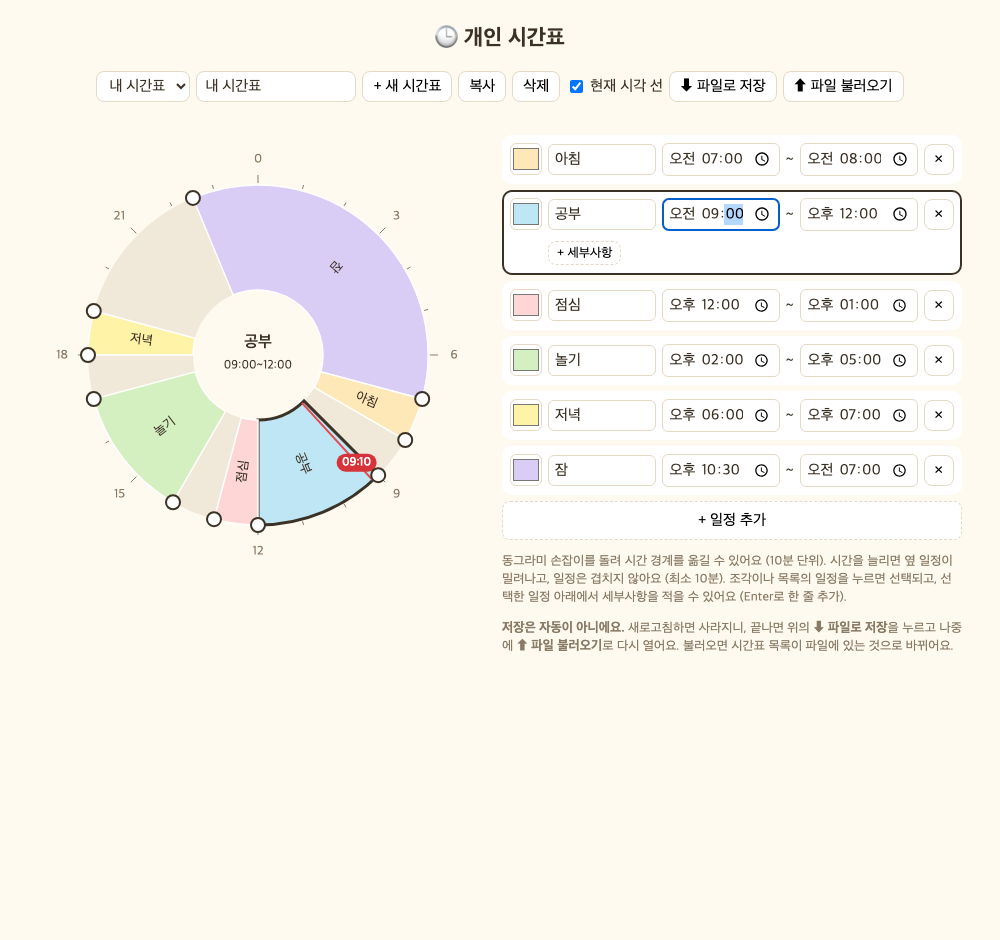 개인 시간표
내 시간표 내 시간표 + 새 시간표 복사 삭제 현재 시각 선 ⬇ 파일로 저장 ⬆ 파일 불러오기
0
3
6
9
12
15
18
21
잠
아침
공부
점심
놀기
저녁
09:10
공부
09:00~12:00
아침 오전 07:00 ~ 오전 08:00 ×
공부 오전 09:00 ~ 오후 12:00 ×
+ 세부사항
점심 오후 12:00 ~ 오후 01:00 ×
놀기 오후 02:00 ~ 오후 05:00 ×
저녁 오후 06:00 ~ 오후 07:00 ×
잠 오후 10:30 ~ 오전 07:00 ×
+ 일정 추가
동그라미 손잡이를 돌려 시간 경계를 옮길 수 있어요 (10분 단위). 시간을 늘리면 옆 일정이
밀려나고, 일정은 겹치지 않아요 (최소 10분). 조각이나 목록의 일정을 누르면 선택되고, 선
택한 일정 아래에서 세부사항을 적을 수 있어요 (Enter로 한 줄 추가).
저장은 자동이 아니에요. 새로고침하면 사라지니, 끝나면 위의 ⬇ 파일로 저장을 누르고 나중
에 ⬆ 파일 불러오기로 다시 열어요. 불러오면 시간표 목록이 파일에 있는 것으로 바뀌어요.